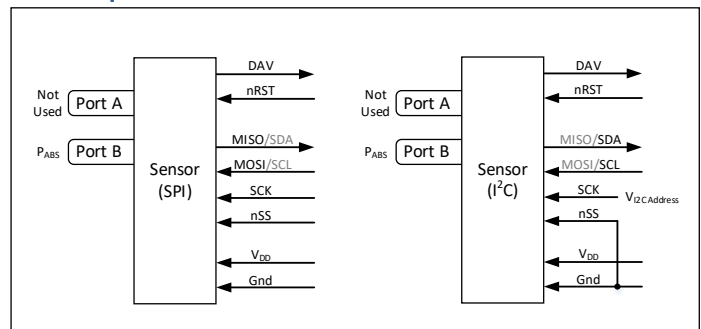 DAV
nRST
Not
Used
Port A
MISO/SDA
PABS
Port B
MOSI/SCL
Sensor
(SPI)
SCK
nSS
VDD
Gnd
DAV
nRST
Not
Used
Port A
MISO/SDA
PABS
Port B
MOSI/SCL
Sensor
(I²C)
SCK
VI2CAddress
nSS
VDD
Gnd